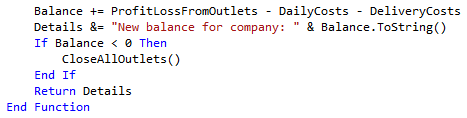 Balance += ProfitLossFromOutlets - DailyCosts - DeliveryCosts
Details &= "New balance for company: " & Balance.ToString()
If Balance < 0 Then
CloseAllOutlets()
End If
Return Details
End Function